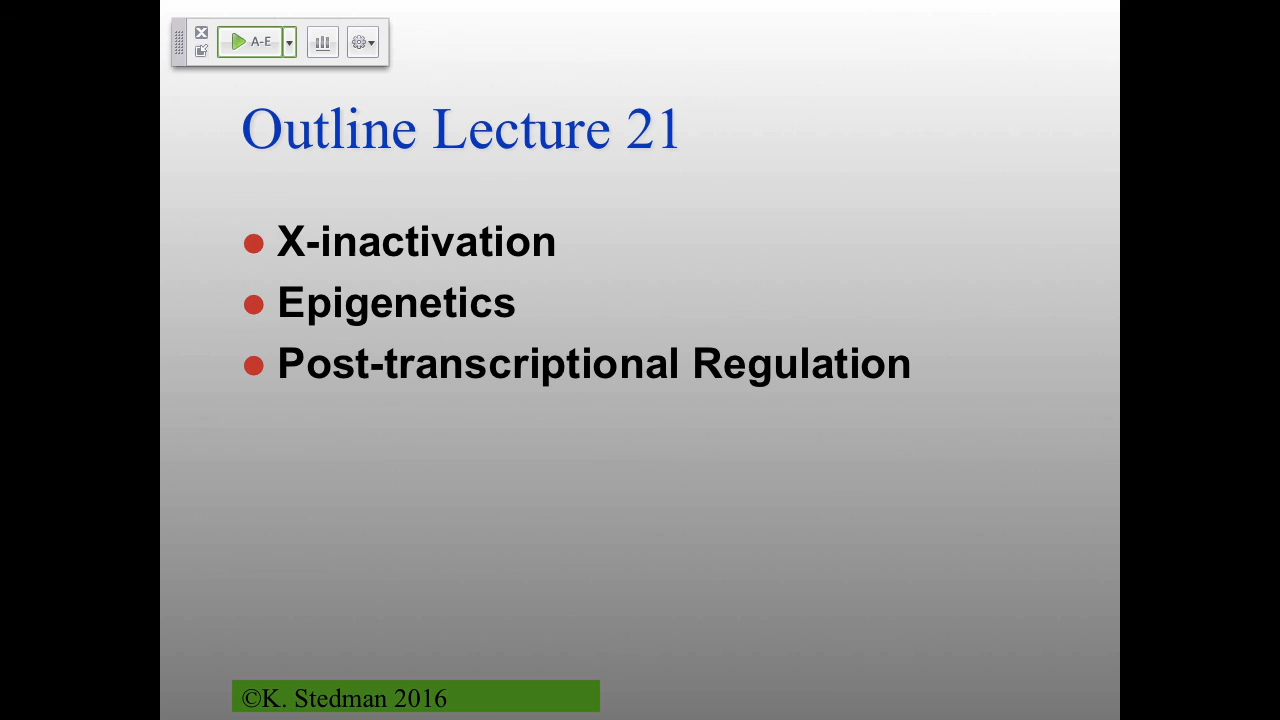 A-E
Outline Lecture 21
X-inactivation
Epigenetics
Post-transcriptional Regulation
©K. Stedman 2016